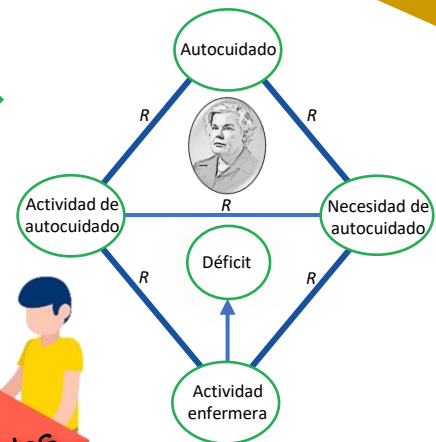 Autocuidado
R
R
Actividad de
autocuidado
R
Necesidad de
autocuidado
Déficit
R
R
Actividad
enfermera